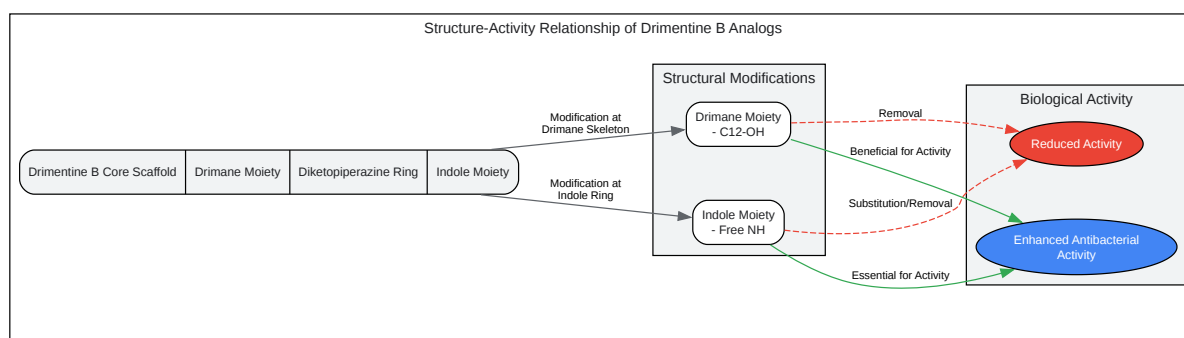 Structure-Activity Relationship of Drimentine B Analogs
Structural Modifications
Biological Activity
Drimentine B Core Scaffold
Drimane Moiety
Diketopiperazine Ring
Indole Moiety
Modification at
Drimane Skeleton
Modification at
Indole Ring
Drimane Moiety
- C12-OH
Indole Moiety
- Free NH
Removal
Beneficial for Activity
Substitution/Removal
Essential for Activity
Reduced Activity
Enhanced Antibacterial
Activity